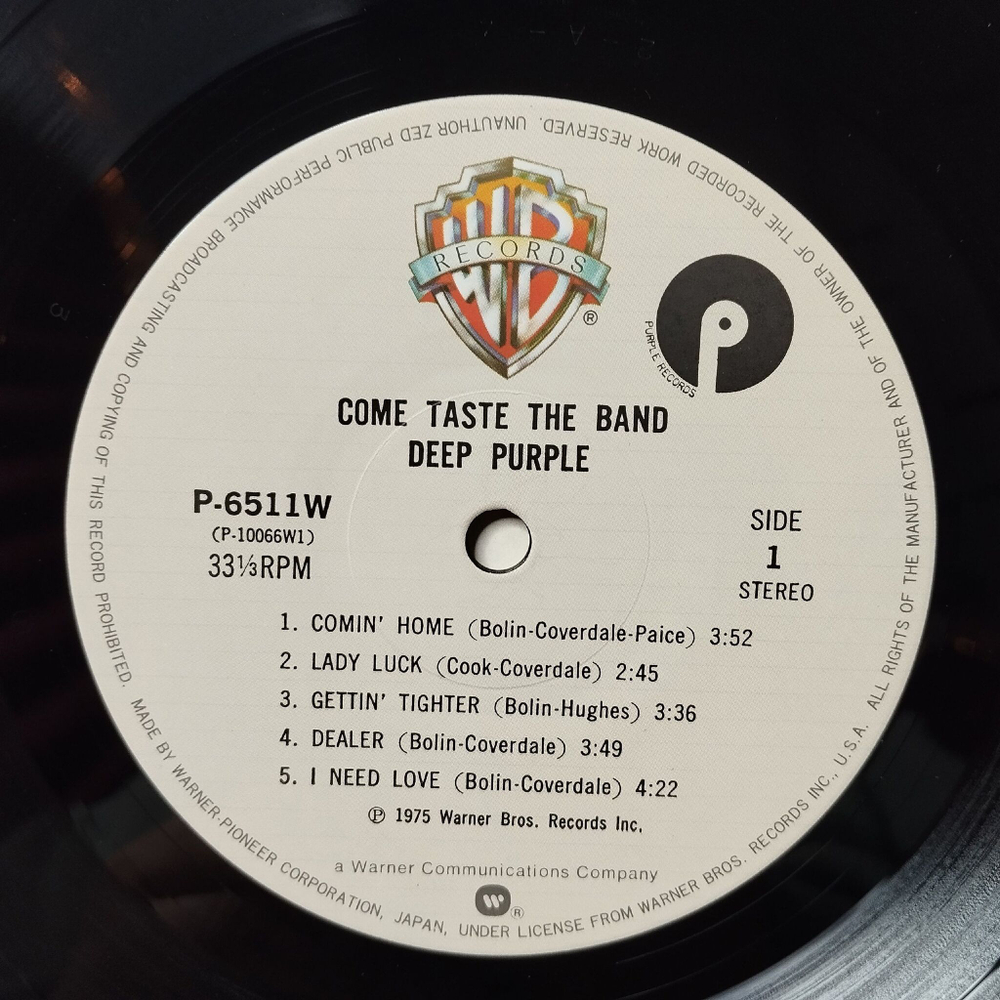 WB
RECORDS
®
P
PURPLE RECORDS
COME TASTE THE BAND
DEEP PURPLE
P-6511W
(P-10066W1)
33⅓RPM
SIDE
1
STEREO
1. COMIN' HOME (Bolin-Coverdale-Paice) 3:52
2. LADY LUCK (Cook-Coverdale) 2:45
3. GETTIN' TIGHTER (Bolin-Hughes) 3:36
4. DEALER (Bolin-Coverdale) 3:49
5. I NEED LOVE (Bolin-Coverdale) 4:22
℗ 1975 Warner Bros. Records Inc.
a Warner Communications Company
W®
MADE BY WARNER-PIONEER CORPORATION, JAPAN, UNDER LICENSE FROM WARNER BROS. RECORDS INC., U.S.A. ALL RIGHTS OF THE MANUFACTURER AND OF THE OWNER OF THE RECORDED WORK RESERVED. UNAUTHOR ZED PUBLIC PERFORMANCE BROADCASTING AND COPYING OF THIS RECORD PROHIBITED.